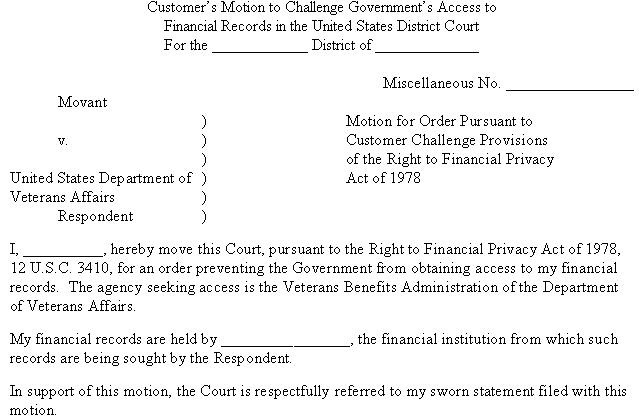 Customer's Motion to Challenge Government's Access to
Financial Records in the United States District Court
For the ____________ District of _____________
Miscellaneous No. ________________
Movant
) Motion for Order Pursuant to
v. ) Customer Challenge Provisions
) of the Right to Financial Privacy
United States Department of ) Act of 1978
Veterans Affairs )
Respondent )
I, __________, hereby move this Court, pursuant to the Right to Financial Privacy Act of 1978,
12 U.S.C. 3410, for an order preventing the Government from obtaining access to my financial
records. The agency seeking access is the Veterans Benefits Administration of the Department
of Veterans Affairs.
My financial records are held by ________________, the financial institution from which such
records are being sought by the Respondent.
In support of this motion, the Court is respectfully referred to my sworn statement filed with this
motion.